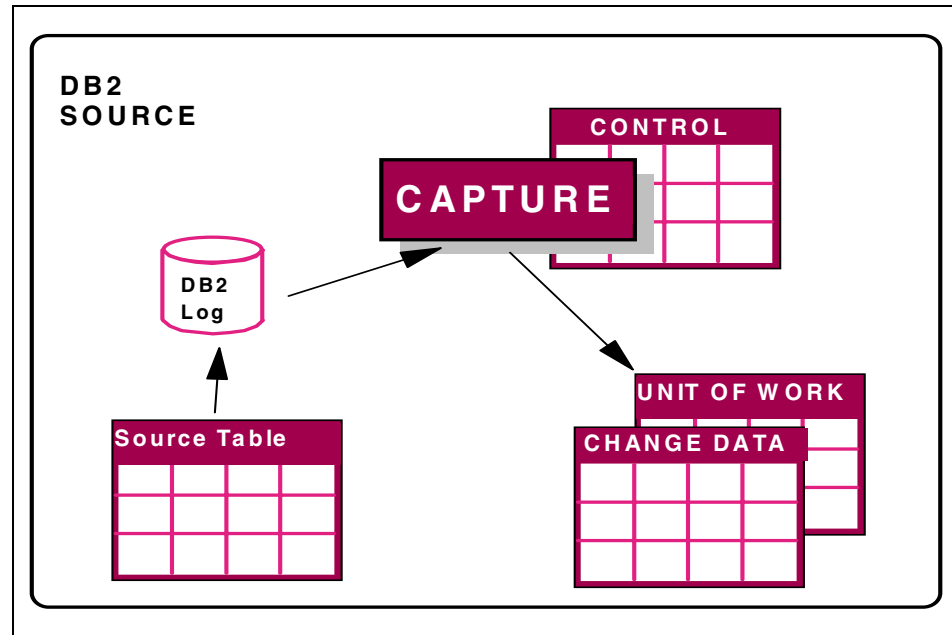 DB2
SOURCE
CONTROL
CAPTURE
DB2
Log
UNIT OF WORK
Source Table
CHANGE DATA